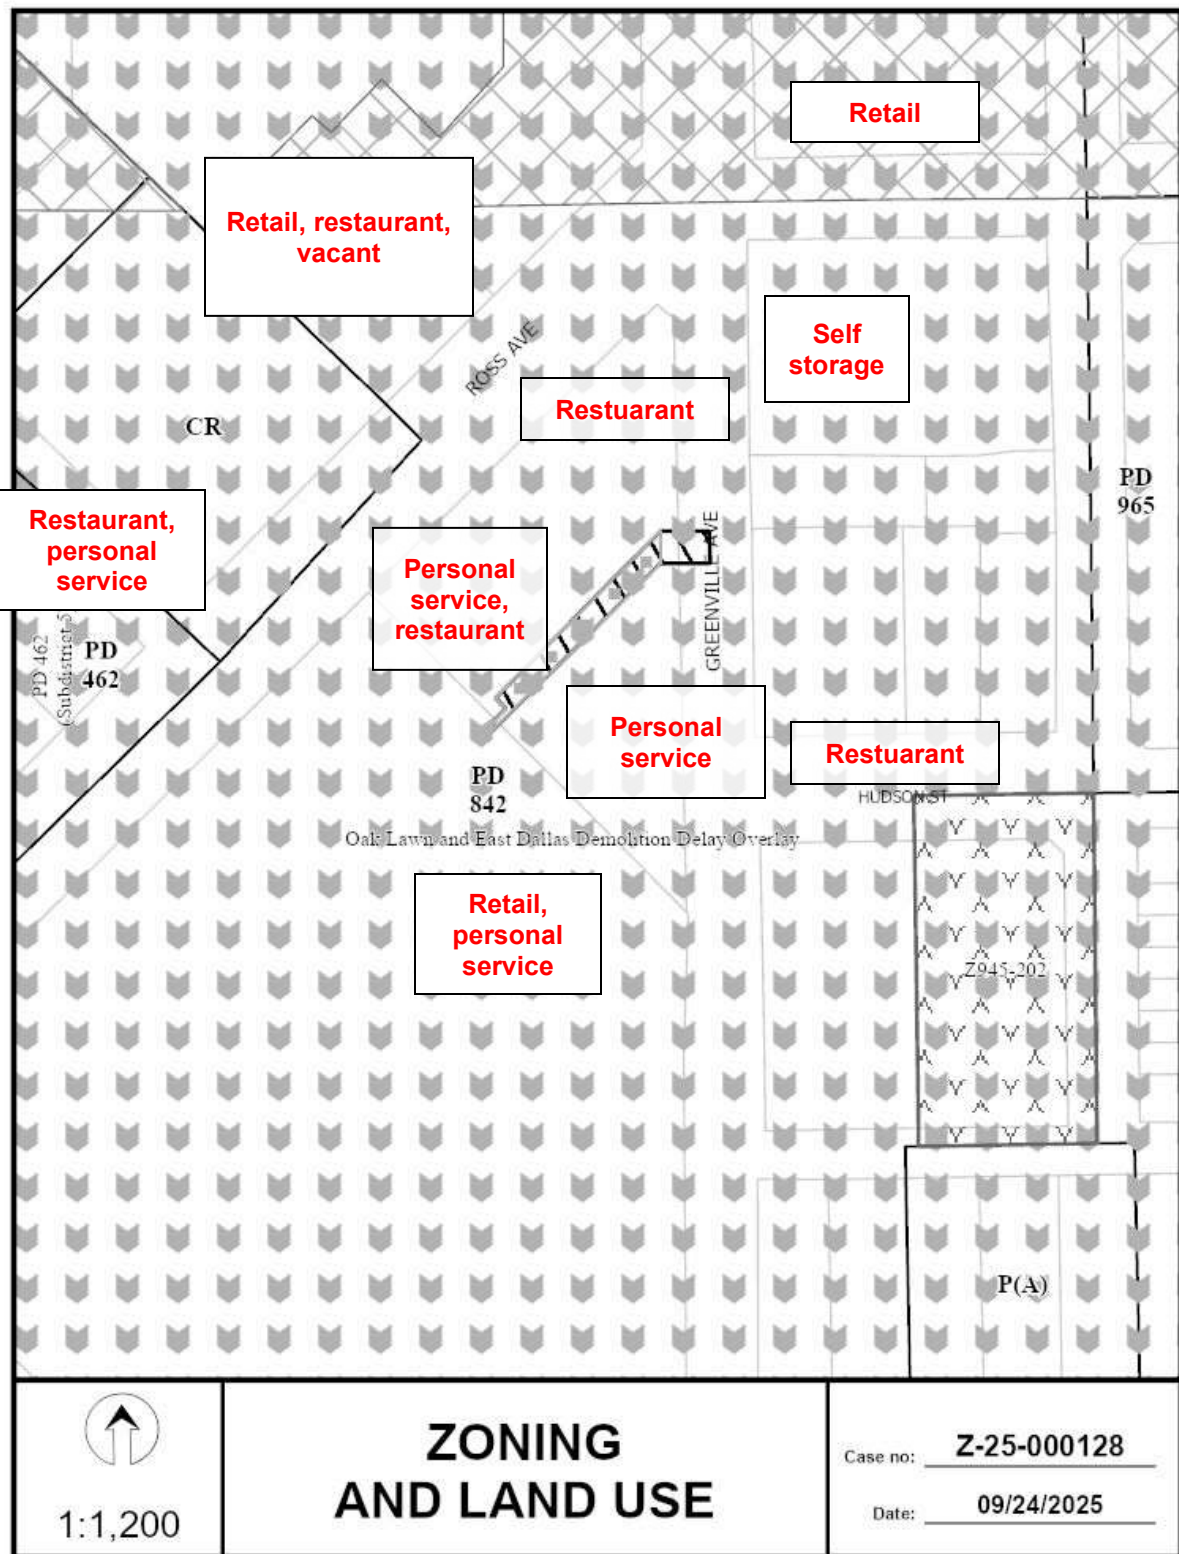 Retail
Retail, restaurant,
vacant
Self
storage
ROSS AVE
Restuarant
CR
PD
965
Restaurant,
personal
service
Personal
service,
restaurant
GREENVILLE AVE
PD 462
(Subdistrict 5
PD
462
Personal
service
Restuarant
PD
842
HUDSON ST
Oak Lawn and East Dallas Demolition Delay Overlay
Retail,
personal
service
Z945-202
P(A)
1:1,200
ZONING
AND LAND USE
Case no: Z-25-000128
Date: 09/24/2025